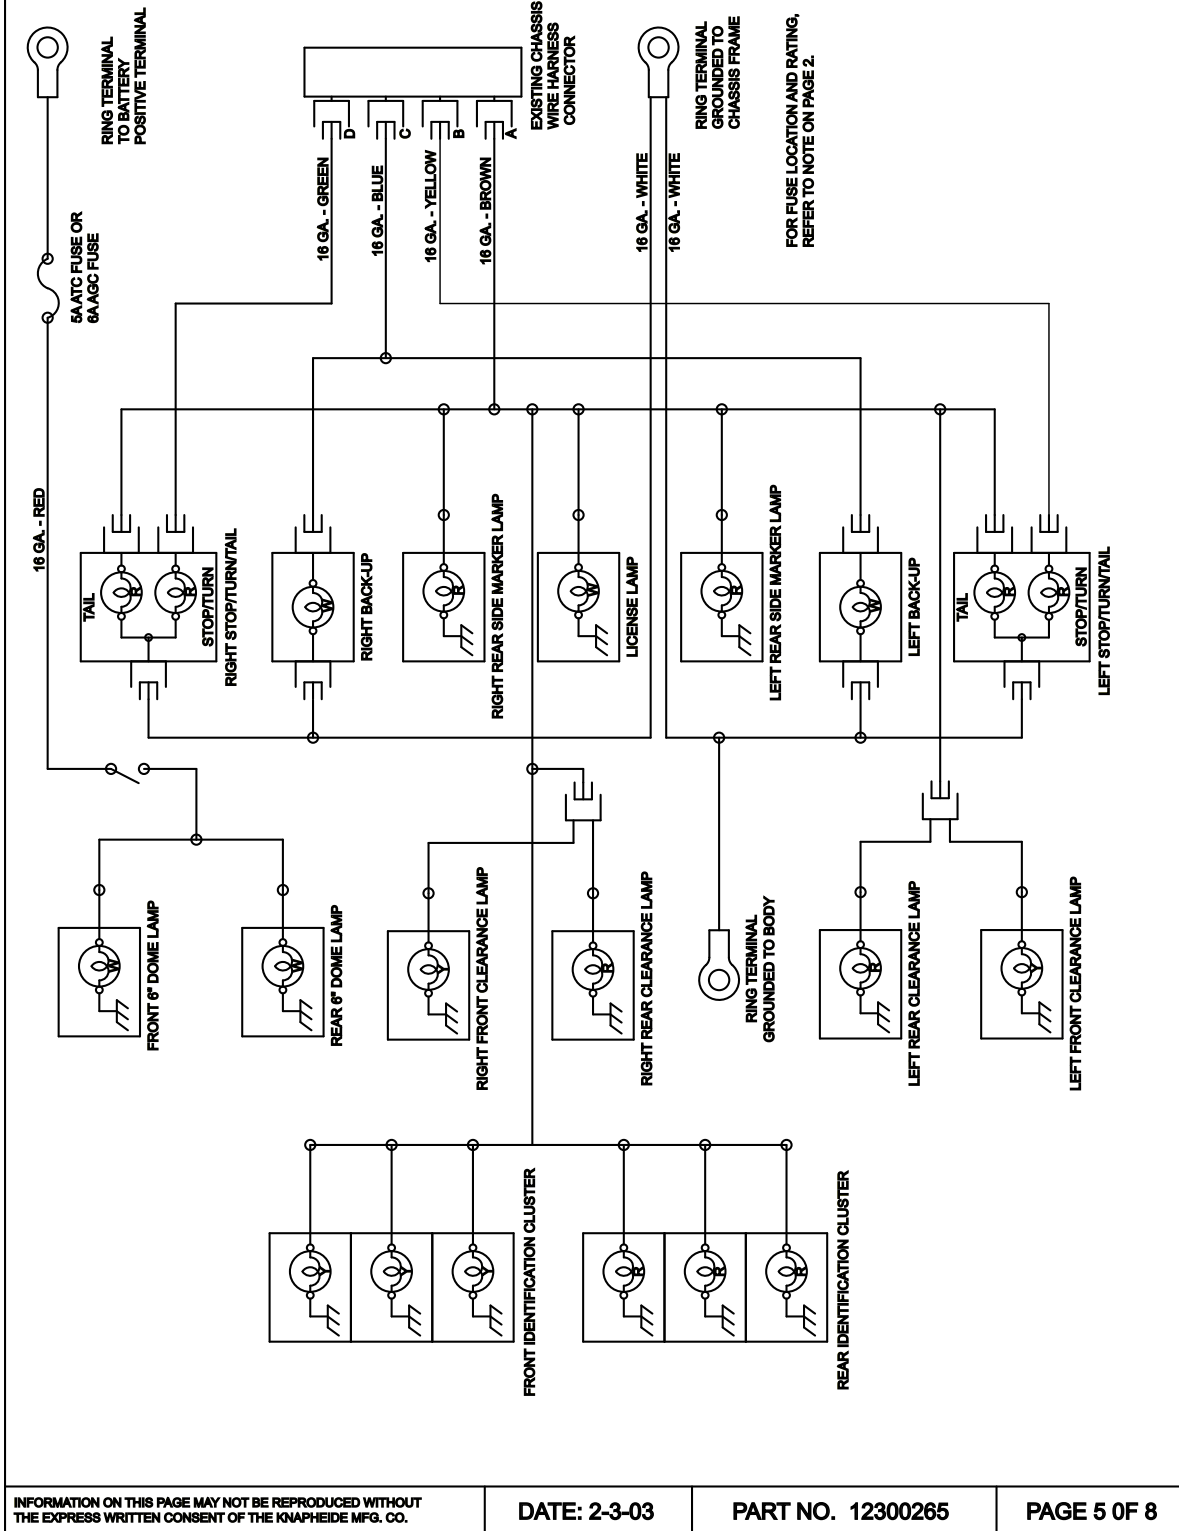 RING TERMINAL
TO BATTERY
POSITIVE TERMINAL
EXISTING CHASSIS
WIRE HARNESS
CONNECTOR
RING TERMINAL
GROUNDED TO
CHASSIS FRAME
FOR FUSE LOCATION AND RATING,
REFER TO NOTE ON PAGE 2.
D
C
B
A
16 GA. - GREEN
16 GA. - BLUE
16 GA. - YELLOW
16 GA. - BROWN
16 GA. - WHITE
16 GA. - WHITE
5A ATC FUSE OR
6A AGC FUSE
16 GA. - RED
TAIL
R
R
STOP/TURN
RIGHT STOP/TURN/TAIL
W
RIGHT BACK-UP
R
RIGHT REAR SIDE MARKER LAMP
W
LICENSE LAMP
R
LEFT REAR SIDE MARKER LAMP
W
LEFT BACK-UP
TAIL
R
R
STOP/TURN
LEFT STOP/TURN/TAIL
W
FRONT 6" DOME LAMP
W
REAR 6" DOME LAMP
Y
RIGHT FRONT CLEARANCE LAMP
R
RIGHT REAR CLEARANCE LAMP
RING TERMINAL
GROUNDED TO BODY
R
LEFT REAR CLEARANCE LAMP
Y
LEFT FRONT CLEARANCE LAMP
Y
Y
Y
FRONT IDENTIFICATION CLUSTER
R
R
R
REAR IDENTIFICATION CLUSTER
INFORMATION ON THIS PAGE MAY NOT BE REPRODUCED WITHOUT
THE EXPRESS WRITTEN CONSENT OF THE KNAPHEIDE MFG. CO.
DATE: 2-3-03
PART NO. 12300265
PAGE 5 0F 8